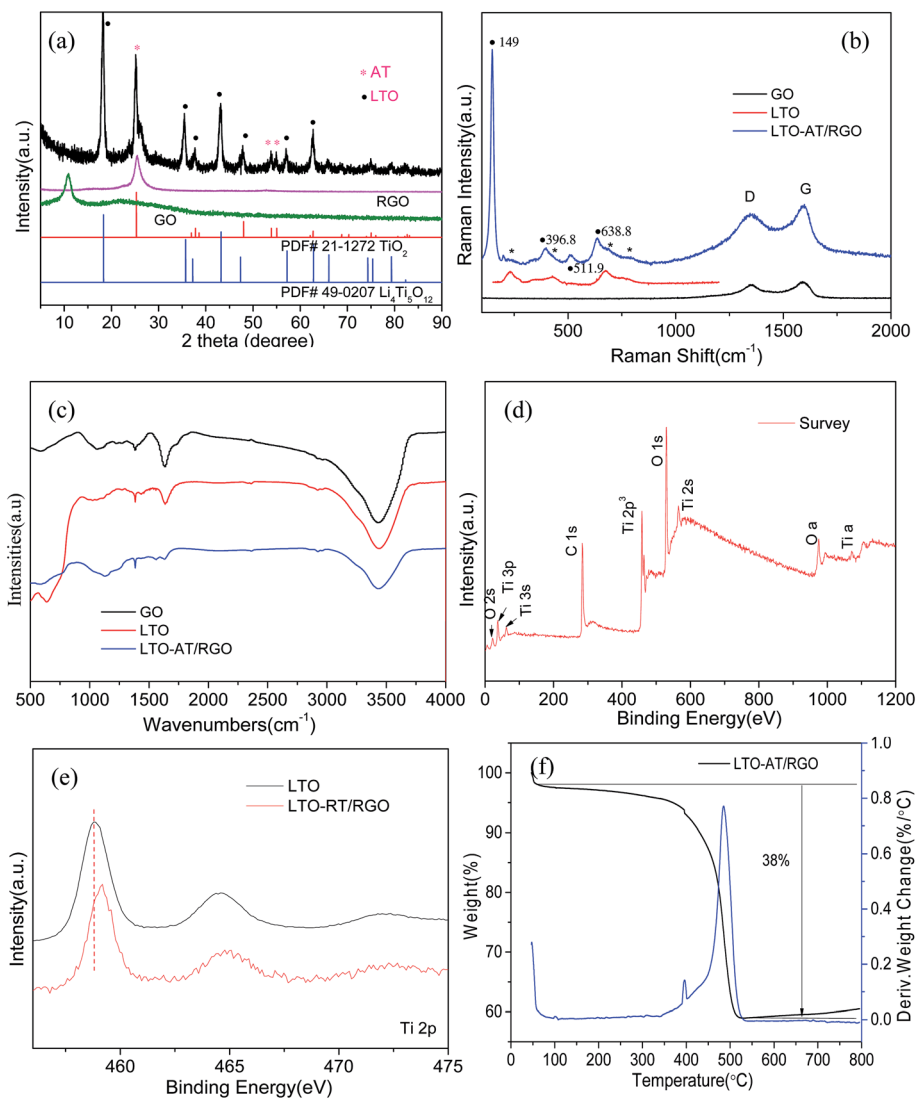 (a)
* AT
• LTO
RGO
GO
PDF# 21-1272 TiO2
PDF# 49-0207 Li4Ti5O12
10 20 30 40 50 60 70 80 90
2 theta (degree)
Intensity(a.u.)
(b)
149
GO
LTO
LTO-AT/RGO
D
G
396.8
638.8
511.9
500 1000 1500 2000
Raman Shift(cm-1)
Raman Intensity(a.u.)
(c)
GO
LTO
LTO-AT/RGO
500 1000 1500 2000 2500 3000 3500 4000
Wavenumbers(cm-1)
Intensities(a.u)
(d)
Survey
O 2s
Ti 3p
Ti 3s
C 1s
Ti 2p3
O 1s
Ti 2s
O a
Ti a
0 200 400 600 800 1000 1200
Binding Energy(eV)
Intensity(a.u.)
(e)
LTO
LTO-RT/RGO
Ti 2p
460 465 470 475
Binding Energy(eV)
Intensity(a.u.)
(f)
LTO-AT/RGO
38%
100
90
80
70
60
Weight(%)
1.0
0.8
0.6
0.4
0.2
0.0
Deriv.Weight Change(%/°C)
0 100 200 300 400 500 600 700 800
Temperature(°C)